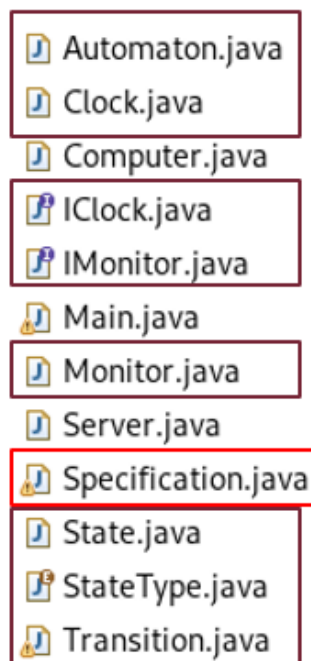 Automaton.java
Clock.java
Computer.java
IClock.java
IMonitor.java
Main.java
Monitor.java
Server.java
Specification.java
State.java
StateType.java
Transition.java